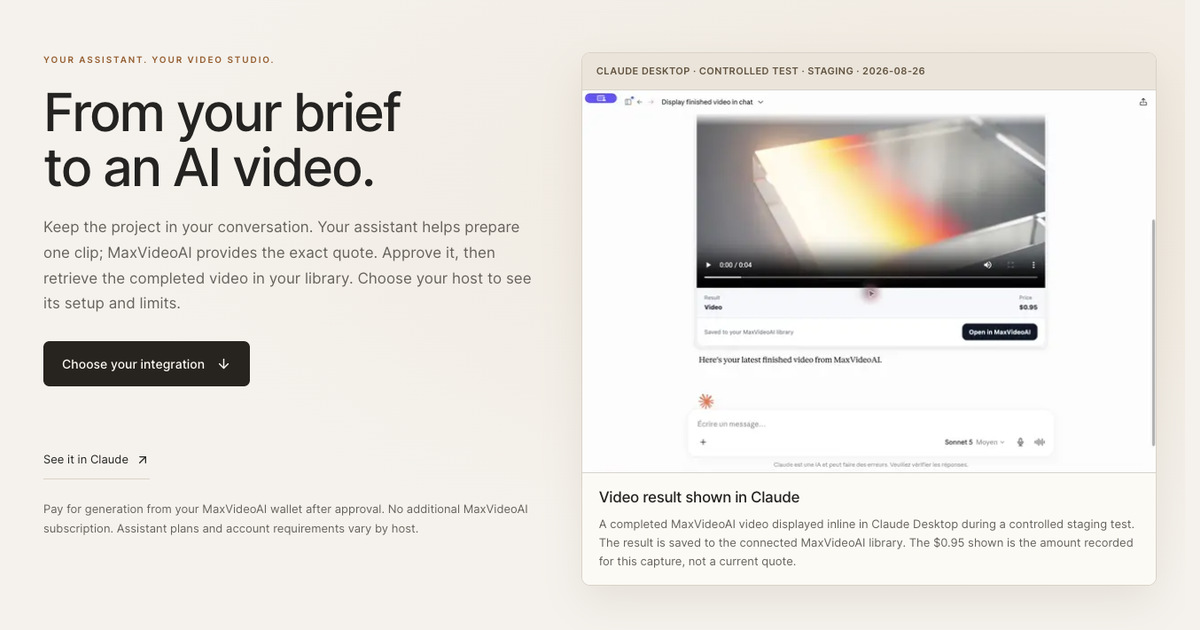 YOUR ASSISTANT. YOUR VIDEO STUDIO.
From your brief
to an AI video.
Keep the project in your conversation. Your assistant helps prepare
one clip; MaxVideoAI provides the exact quote. Approve it, then
retrieve the completed video in your library. Choose your host to see
its setup and limits.
Choose your integration
See it in Claude
Pay for generation from your MaxVideoAI wallet after approval. No additional MaxVideoAI
subscription. Assistant plans and account requirements vary by host.
CLAUDE DESKTOP · CONTROLLED TEST · STAGING · 2026-08-26
Display finished video in chat
0:00 / 0:04
Result
Price
Video
$0.95
Saved to your MaxVideoAI library
Open in MaxVideoAI
Here's your latest finished video from MaxVideoAI.
Écrire un message...
Sonnet 5 Moyen
Claude est une IA et peut faire des erreurs. Veuillez vérifier les réponses.
Video result shown in Claude
A completed MaxVideoAI video displayed inline in Claude Desktop during a controlled staging test.
The result is saved to the connected MaxVideoAI library. The $0.95 shown is the amount recorded
for this capture, not a current quote.